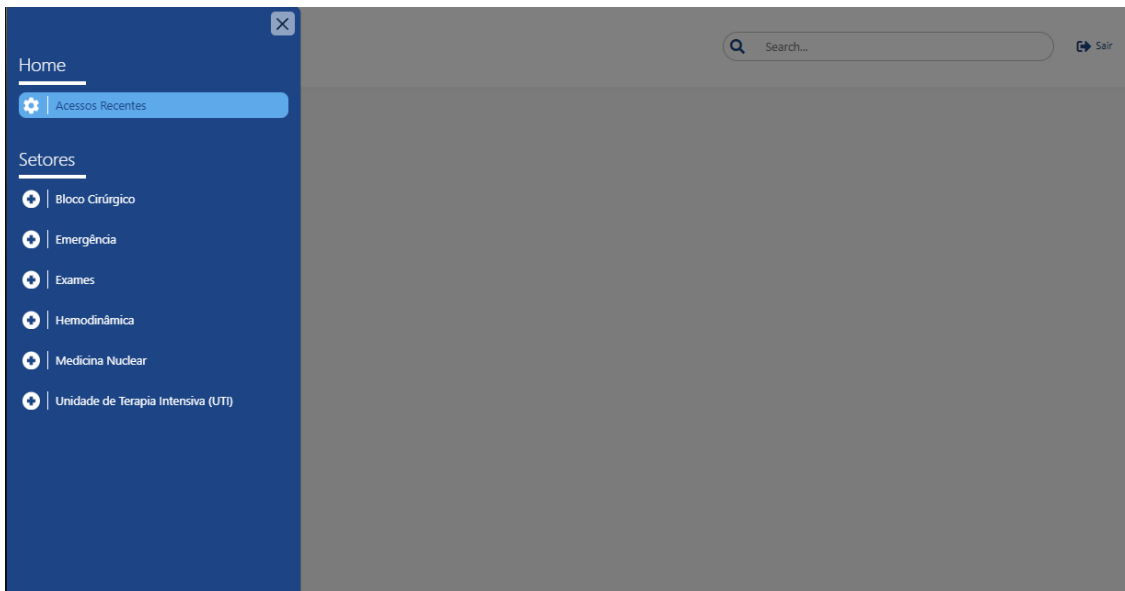 Search...
Sair
Home
Acessos Recentes
Setores
Bloco Cirúrgico
Emergência
Exames
Hemodinâmica
Medicina Nuclear
Unidade de Terapia Intensiva (UTI)